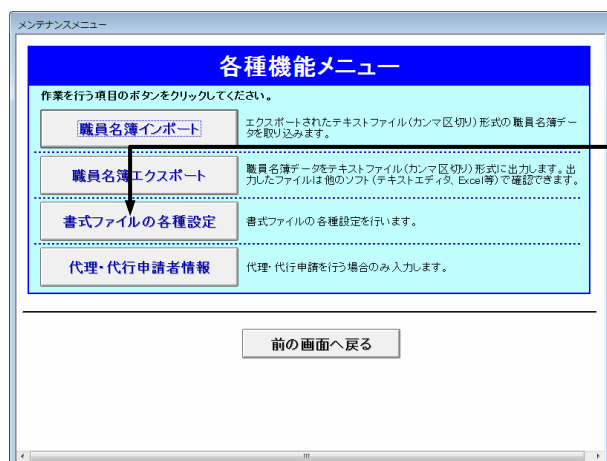 メンテナンスメニュー
各種機能メニュー
作業を行う項目のボタンをクリックしてください。
職員名簿インポート
エクスポートされたテキストファイル(カンマ区切り)形式の職員名簿デー
タを取り込みます。
職員名簿エクスポート
職員名簿データをテキストファイル(カンマ区切り)形式に出力します。出
力したファイルは他のソフト(テキストエディタ、Excel等)で確認できます。
書式ファイルの各種設定
書式ファイルの各種設定を行います。
代理・代行申請者情報
代理・代行申請を行う場合のみ入力します。
前の画面へ戻る